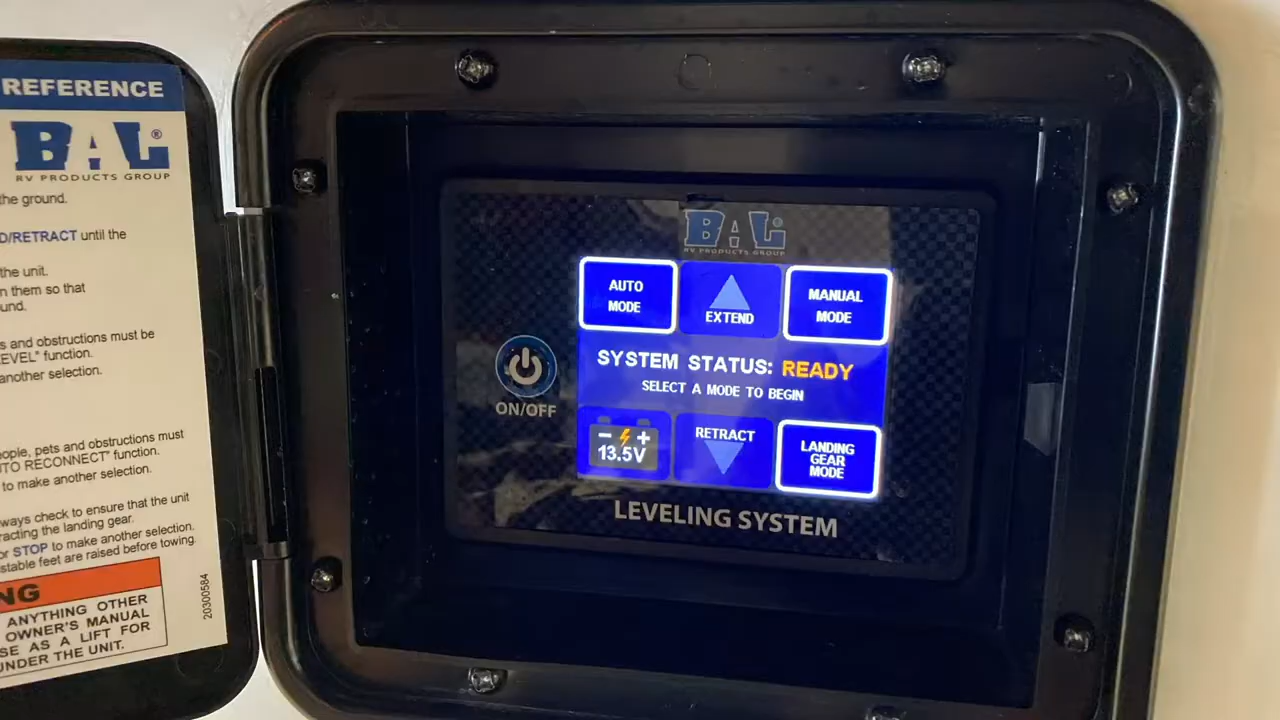 REFERENCE
BAL®
RV PRODUCTS GROUP
the ground.
D/RETRACT until the
the unit.
n them so that
und.
s and obstructions must be
EVEL" function.
another selection.
eople, pets and obstructions must
TO RECONNECT" function.
to make another selection.
ways check to ensure that the unit
racting the landing gear.
or STOP to make another selection.
stable feet are raised before towing.
NG
ANYTHING OTHER
OWNER'S MANUAL
SE AS A LIFT FOR
UNDER THE UNIT.
20300584
BAL®
RV PRODUCTS GROUP
AUTO
MODE
EXTEND
MANUAL
MODE
SYSTEM STATUS: READY
SELECT A MODE TO BEGIN
ON/OFF
- +
13.5V
RETRACT
LANDING
GEAR
MODE
LEVELING SYSTEM